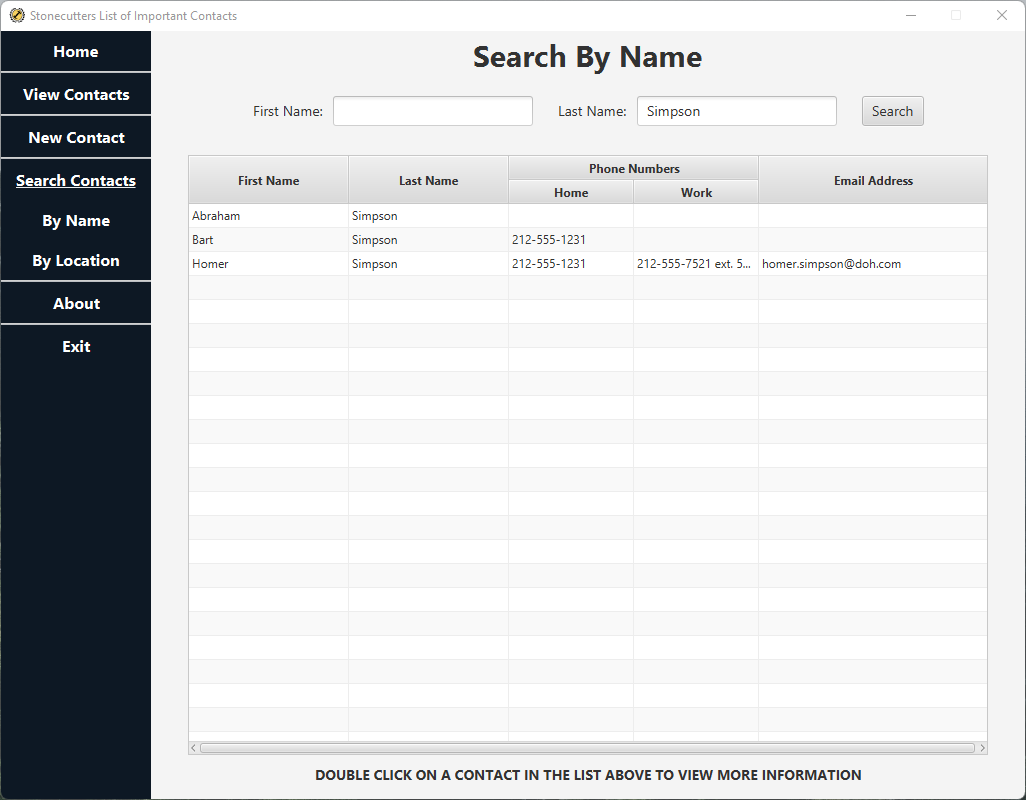 Stonecutters List of Important Contacts
Home
View Contacts
New Contact
Search Contacts
By Name
By Location
About
Exit
Search By Name
First Name: Last Name: Simpson Search
First Name Last Name Phone Numbers Email Address
Home Work
Abraham Simpson
Bart Simpson 212-555-1231
Homer Simpson 212-555-1231 212-555-7521 ext. 5... homer.simpson@doh.com
DOUBLE CLICK ON A CONTACT IN THE LIST ABOVE TO VIEW MORE INFORMATION